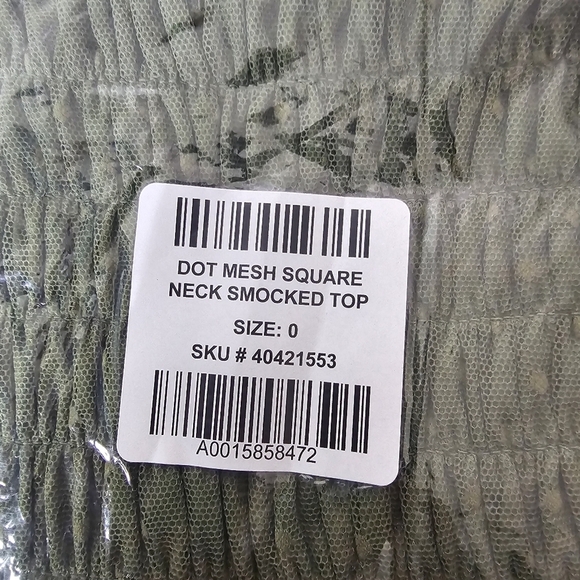 DOT MESH SQUARE
NECK SMOCKED TOP
SIZE: 0
SKU # 40421553
A0015858472